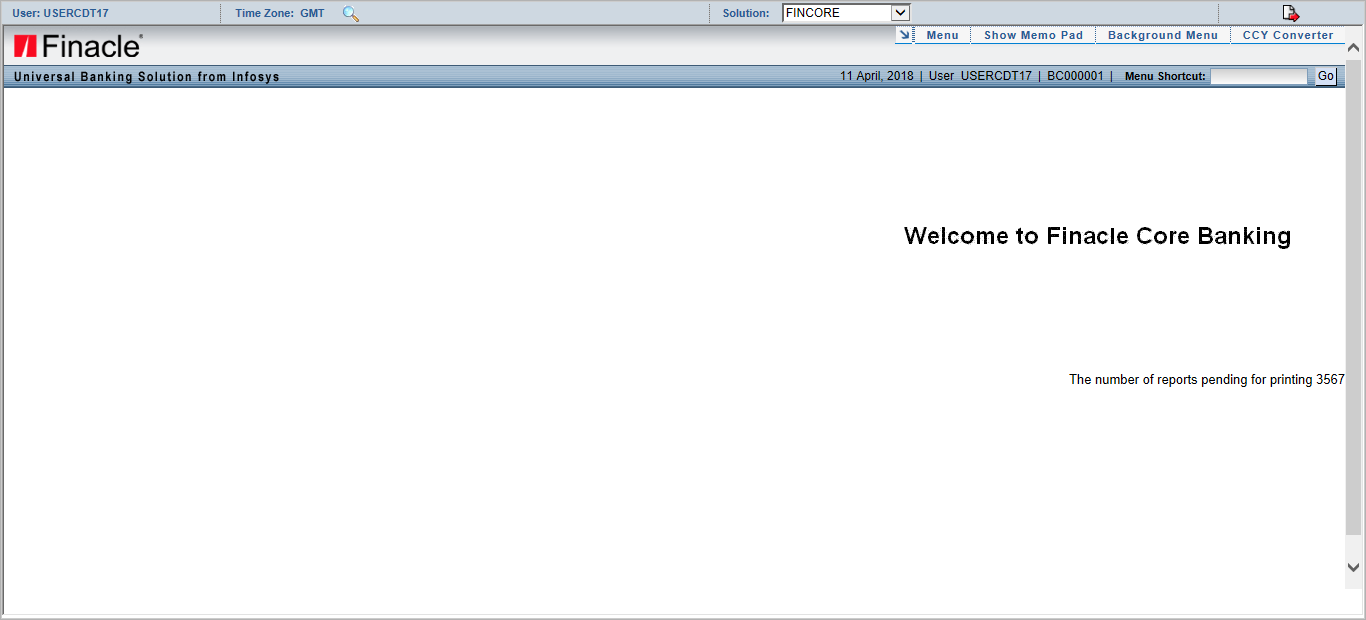 User: USERCDT17 Time Zone: GMT Solution: FINCORE
Finacle Menu Show Memo Pad Background Menu CCY Converter
Universal Banking Solution from Infosys 11 April, 2018 | User USERCDT17 | BC000001 | Menu Shortcut: Go
Welcome to Finacle Core Banking
The number of reports pending for printing 3567